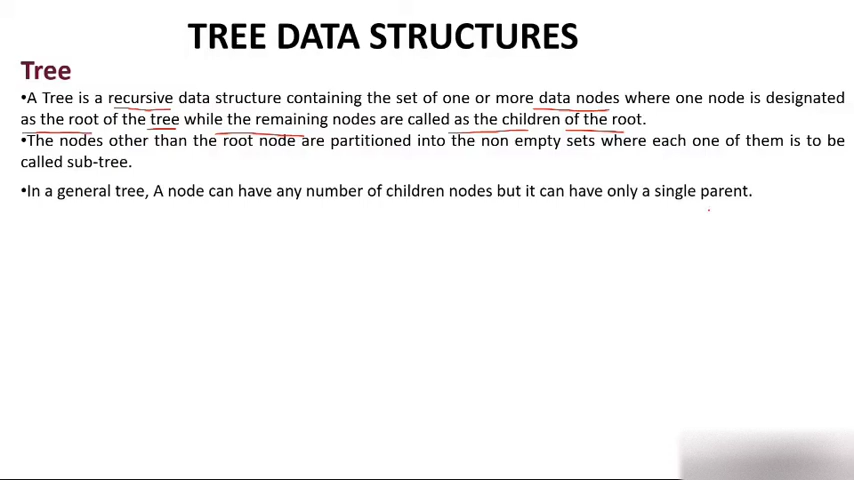 TREE DATA STRUCTURES
Tree
•A Tree is a recursive data structure containing the set of one or more data nodes where one node is designated
as the root of the tree while the remaining nodes are called as the children of the root.
•The nodes other than the root node are partitioned into the non empty sets where each one of them is to be
called sub-tree.
•In a general tree, A node can have any number of children nodes but it can have only a single parent.